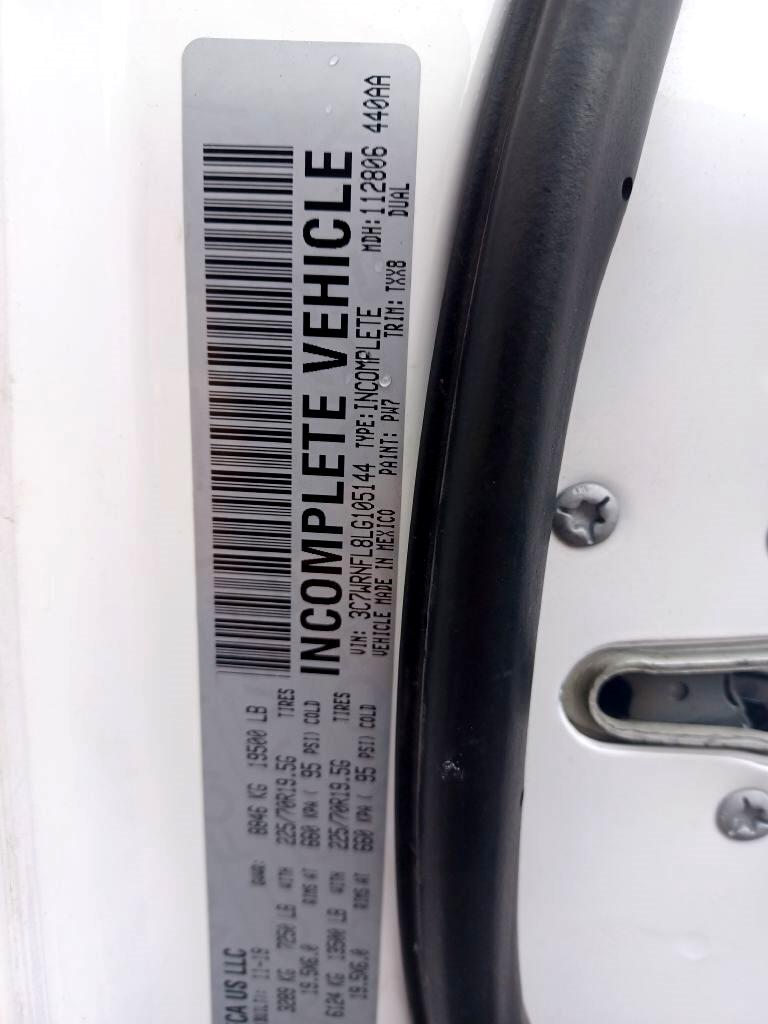 CA US LLC
BUILT: 11-19 GVWR: 8846 KG 19500 LB
3289 KG 7250 LB WITH 225/70R19.5G TIRES
19.5X6.0 RIMS AT 660 KPA ( 95 PSI) COLD
6124 KG 13500 LB WITH 225/70R19.5G TIRES
19.5X6.0 RIMS AT 660 KPA ( 95 PSI) COLD
INCOMPLETE VEHICLE
VIN: 3C7WRNFL8LG105144 TYPE:INCOMPLETE MDH:112806 440AA
VEHICLE MADE IN MEXICO PAINT: PW7 TRIM: TXX8 DUAL